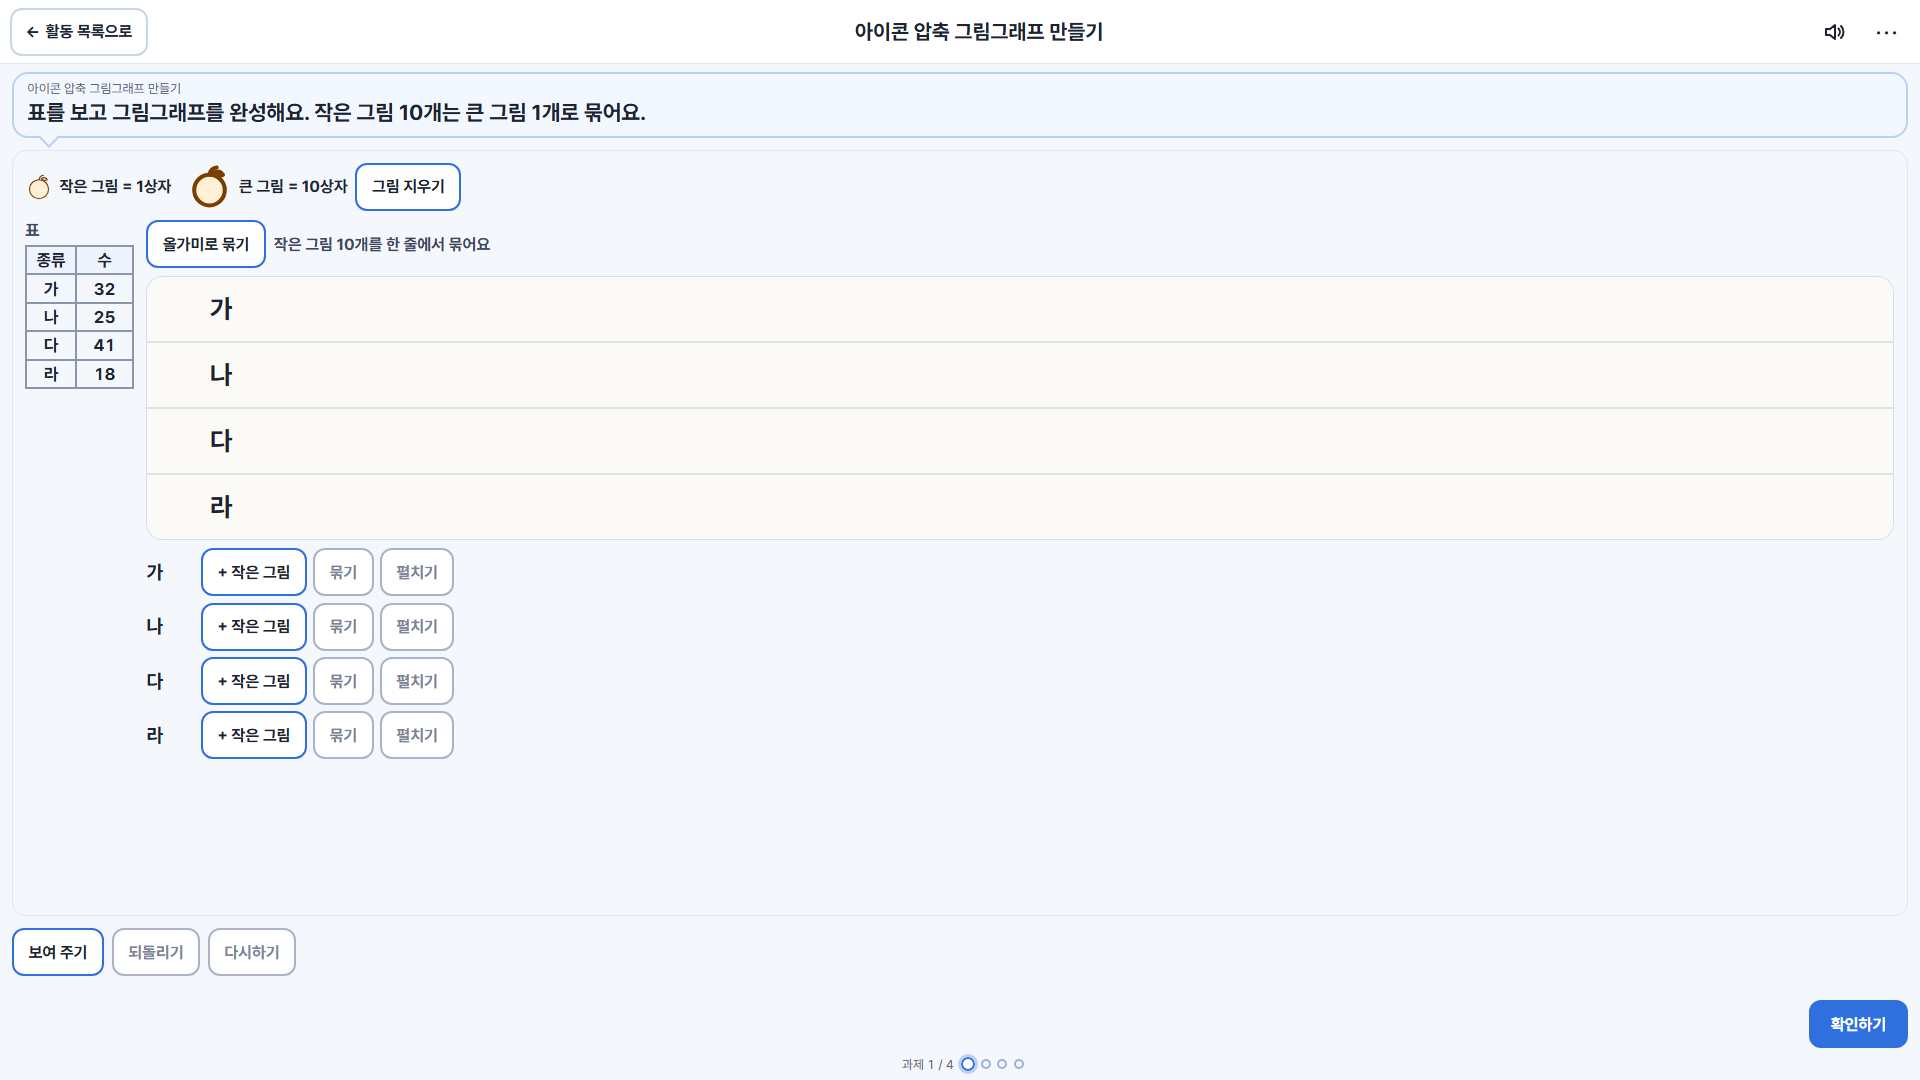 ← 활동 목록으로
아이콘 압축 그림그래프 만들기
아이콘 압축 그림그래프 만들기
표를 보고 그림그래프를 완성해요. 작은 그림 10개는 큰 그림 1개로 묶어요.
작은 그림 = 1상자 큰 그림 = 10상자 그림 지우기
표
올가미로 묶기 작은 그림 10개를 한 줄에서 묶어요
종류 수
가 32
나 25
다 41
라 18
가
나
다
라
가 + 작은 그림 묶기 펼치기
나 + 작은 그림 묶기 펼치기
다 + 작은 그림 묶기 펼치기
라 + 작은 그림 묶기 펼치기
보여 주기 되돌리기 다시하기
확인하기
과제 1 / 4